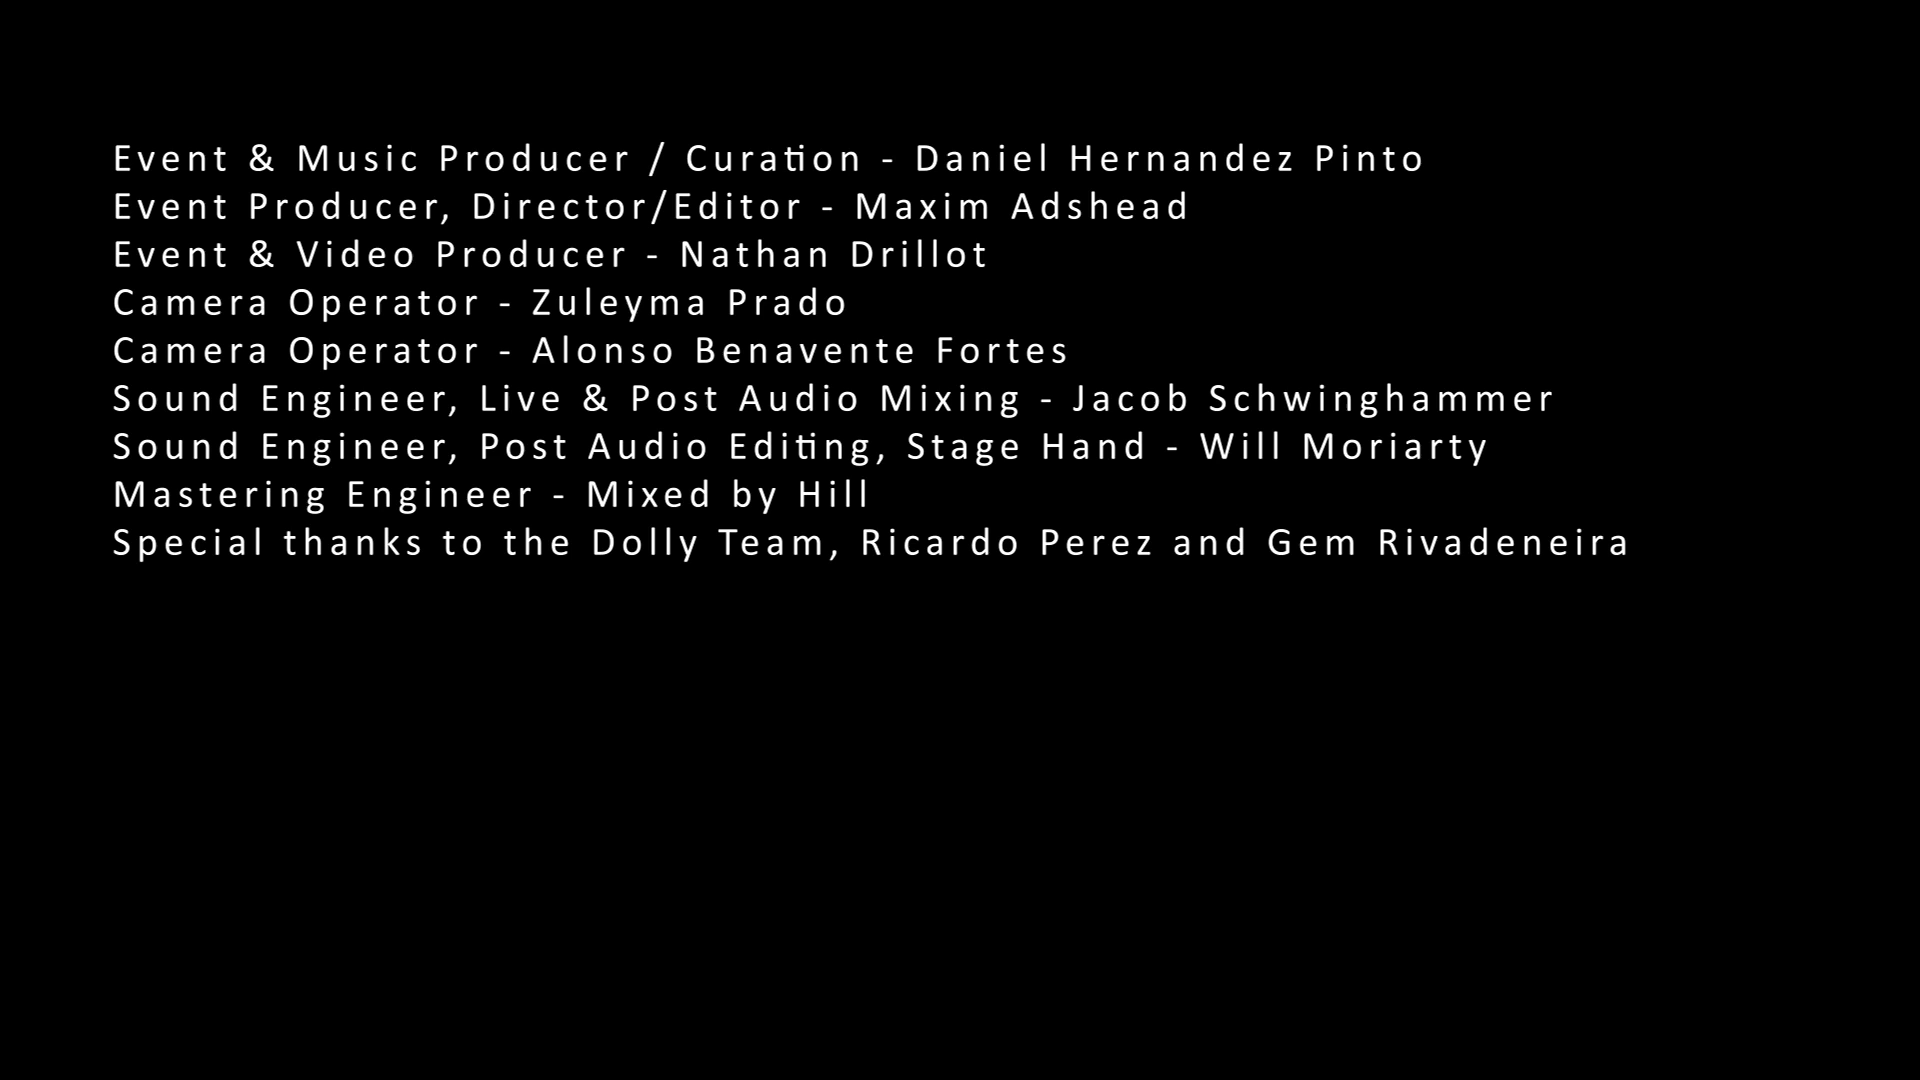 Event & Music Producer / Curation - Daniel Hernandez Pinto
Event Producer, Director/Editor - Maxim Adshead
Event & Video Producer - Nathan Drillot
Camera Operator - Zuleyma Prado
Camera Operator - Alonso Benavente Fortes
Sound Engineer, Live & Post Audio Mixing - Jacob Schwinghammer
Sound Engineer, Post Audio Editing, Stage Hand - Will Moriarty
Mastering Engineer - Mixed by Hill
Special thanks to the Dolly Team, Ricardo Perez and Gem Rivadeneira